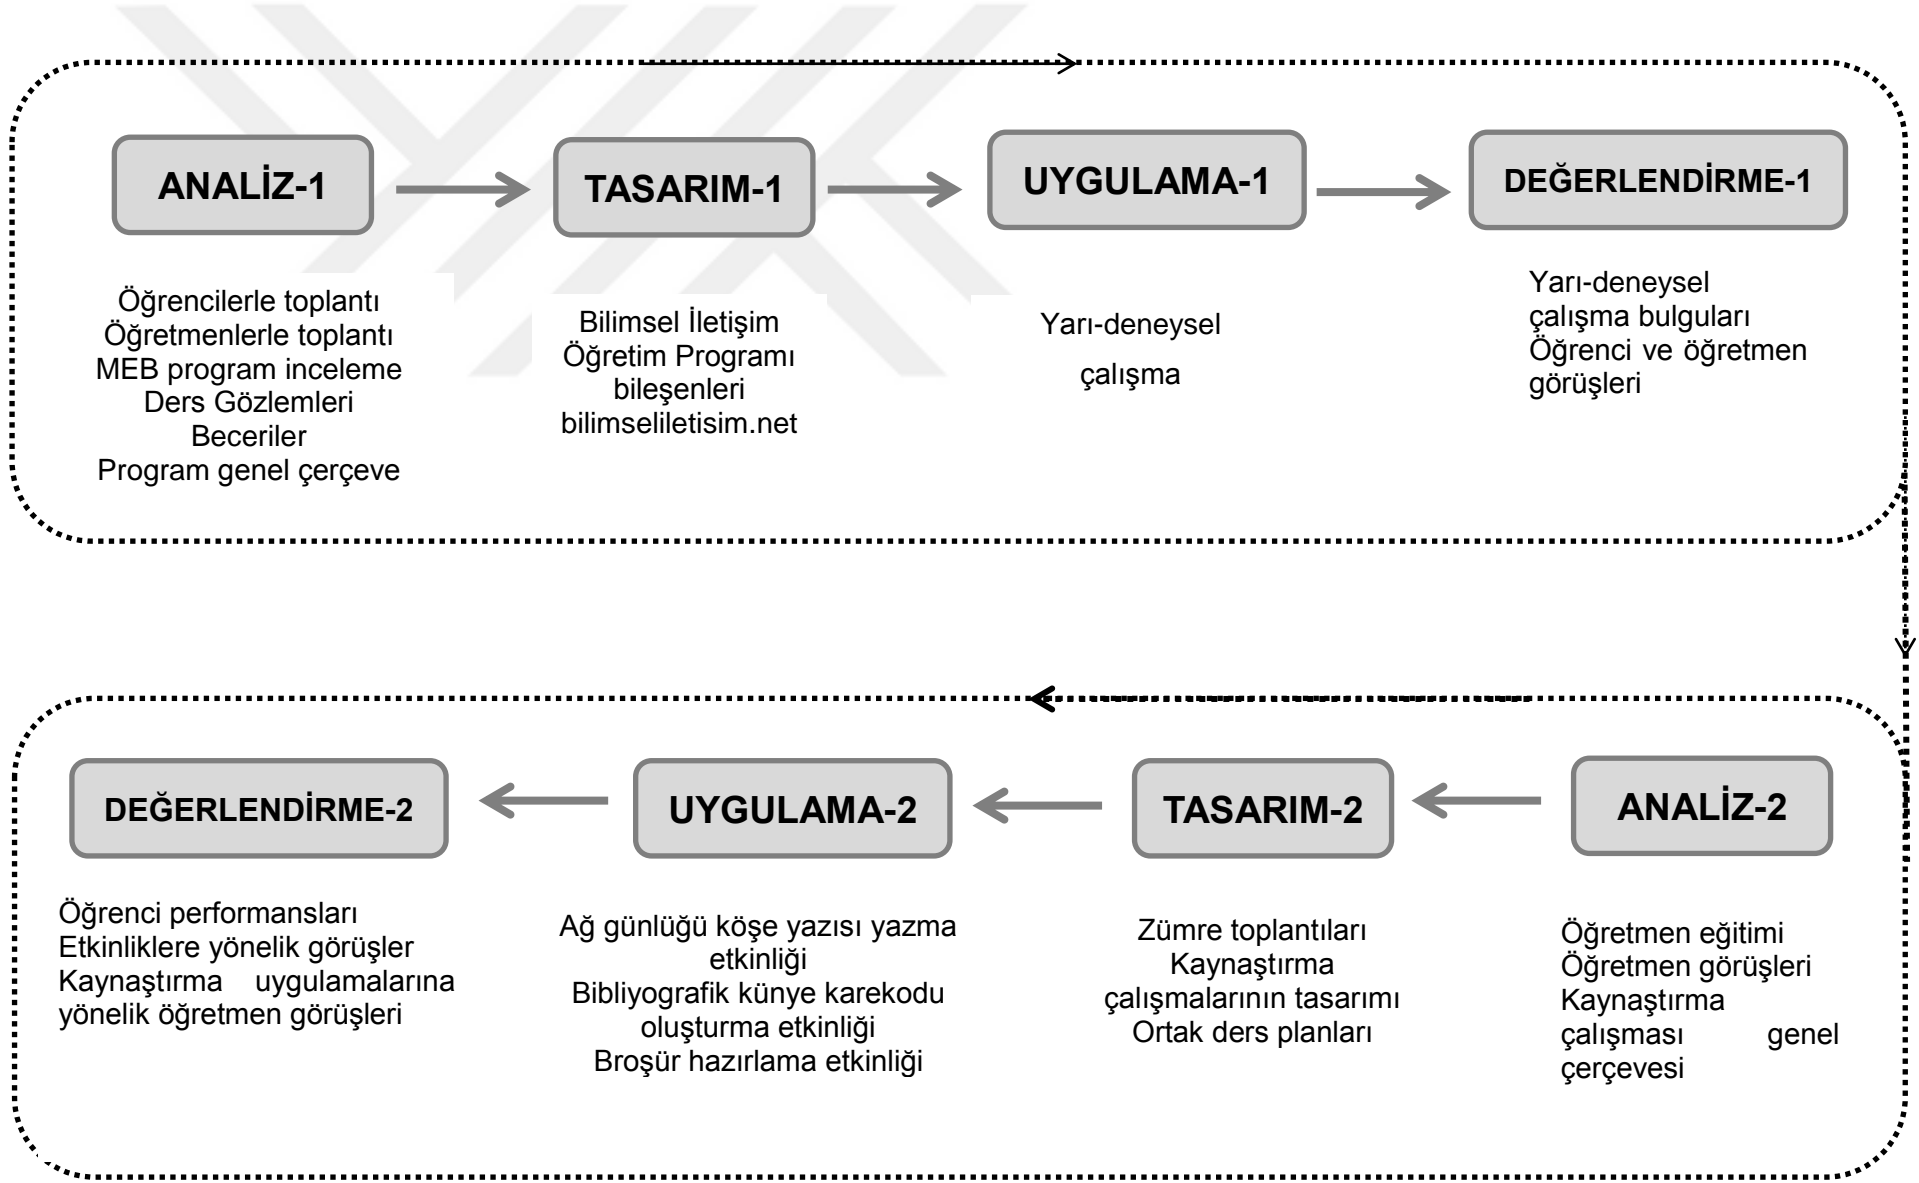 ANALİZ-1
TASARIM-1
UYGULAMA-1
DEĞERLENDİRME-1
Öğrencilerle toplantı
Öğretmenlerle toplantı
MEB program inceleme
Ders Gözlemleri
Beceriler
Program genel çerçeve
Bilimsel İletişim
Öğretim Programı
bileşenleri
bilimseliletisim.net
Yarı-deneysel
çalışma
Yarı-deneysel
çalışma bulguları
Öğrenci ve öğretmen
görüşleri
DEĞERLENDİRME-2
UYGULAMA-2
TASARIM-2
ANALİZ-2
Öğrenci performansları
Etkinliklere yönelik görüşler
Kaynaştırma uygulamalarına
yönelik öğretmen görüşleri
Ağ günlüğü köşe yazısı yazma
etkinliği
Bibliyografik künye karekodu
oluşturma etkinliği
Broşür hazırlama etkinliği
Zümre toplantıları
Kaynaştırma
çalışmalarının tasarımı
Ortak ders planları
Öğretmen eğitimi
Öğretmen görüşleri
Kaynaştırma
çalışması genel
çerçevesi